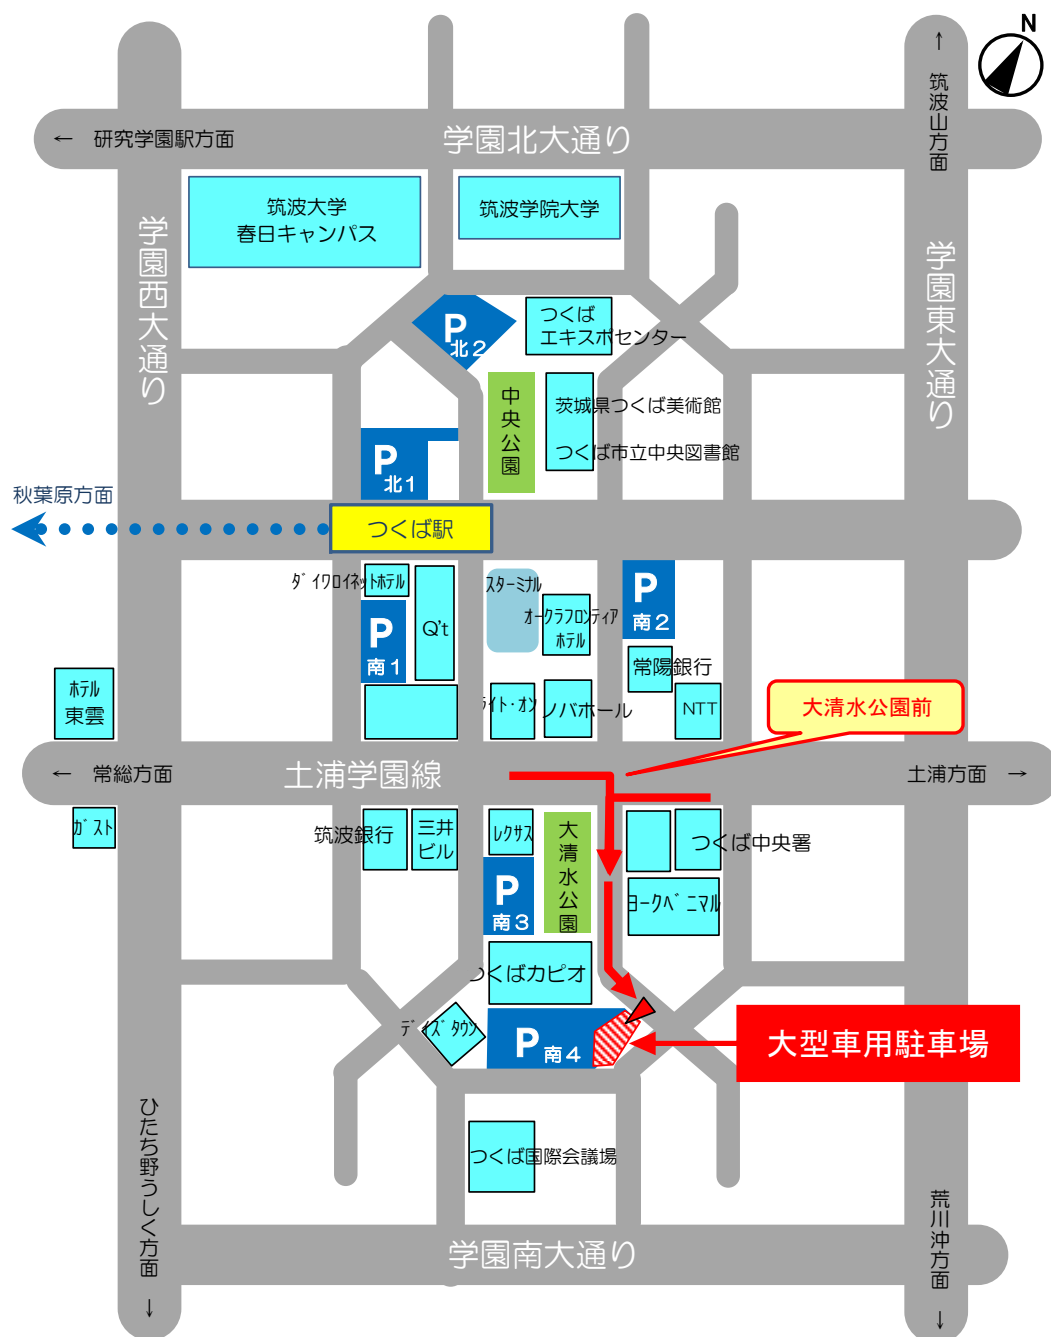 N
↑ 筑波山方面
← 研究学園駅方面
学園北大通り
筑波大学
春日キャンパス
筑波学院大学
学園西大通り
学園東大通り
P
北2
つくば
エキスポセンター
中央公園
茨城県つくば美術館
つくば市立中央図書館
P
北1
秋葉原方面
つくば駅
ダイワロイネットホテル
Q't
P
南1
スターミナル
オークラフロンティア
ホテル
P
南2
常陽銀行
NTT
ホテル
東雲
ライト・オン
ノバホール
大清水公園前
← 常総方面
土浦学園線
土浦方面 →
ガスト
筑波銀行
三井
ビル
レクサス
大清水公園
つくば中央署
ヨークベニマル
P
南3
つくばカピオ
デイズタウン
P 南4
大型車用駐車場
つくば国際会議場
ひたち野うしく方面 ↓
学園南大通り
荒川沖方面 ↓